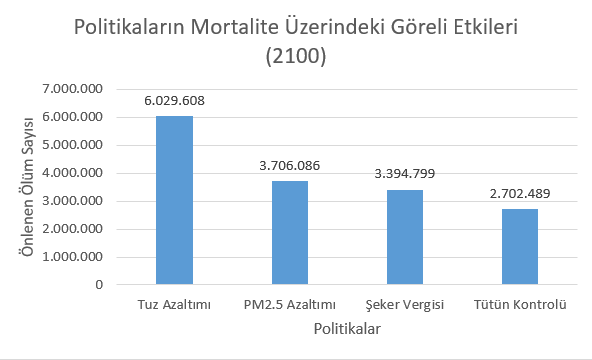 Politikaların Mortalite Üzerindeki Göreli Etkileri
(2100)
Önlenen Ölüm Sayısı
7.000.000
6.000.000
5.000.000
4.000.000
3.000.000
2.000.000
1.000.000
0
6.029.608
3.706.086
3.394.799
2.702.489
Tuz Azaltımı
PM2.5 Azaltımı
Şeker Vergisi
Tütün Kontrolü
Politikalar